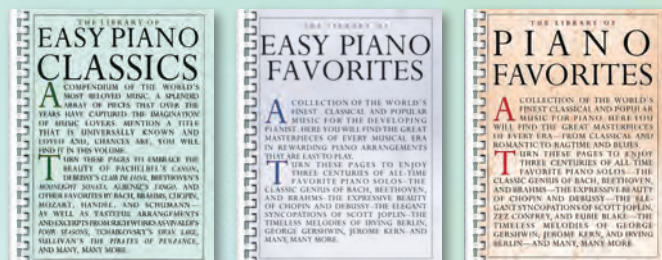 THE LIBRARY OF
EASY PIANO
CLASSICS
A COMPENDIUM OF THE WORLD'S
MOST BELOVED MUSIC. A SPLENDID
ARRAY OF PIECES THAT OVER THE
YEARS HAVE CAPTURED THE IMAGINATION
OF MUSIC LOVERS. MENTION A TITLE
THAT IS UNIVERSALLY KNOWN AND
LOVED AND, CHANCES ARE, YOU WILL
FIND IT IN THIS VOLUME.
TURN THESE PAGES TO EMBRACE THE
BEAUTY OF PACHELBEL'S CANON,
DEBUSSY'S CLAIR DE LUNE, BEETHOVEN'S
MOONLIGHT SONATA, ALBENIZ'S TANGO, AND
OTHER FAVORITES BY BACH, BRAHMS, CHOPIN,
MOZART, HANDEL, AND SCHUMANN—
AS WELL AS TASTEFUL ARRANGEMENTS
AND EXCERPTS FROM SUCH WORKS AS VIVALDI'S
FOUR SEASONS, TCHAIKOVSKY'S SWAN LAKE,
SULLIVAN'S THE PIRATES OF PENZANCE,
AND MANY, MANY MORE.
THE LIBRARY OF
EASY PIANO
FAVORITES
A COLLECTION OF THE WORLD'S
FINEST CLASSICAL AND POPULAR
MUSIC FOR THE DEVELOPING
PIANIST. HERE YOU WILL FIND THE GREAT
MASTERPIECES OF EVERY MUSICAL ERA
IN REWARDING PIANO ARRANGEMENTS
THAT ARE EASY TO PLAY.
TURN THESE PAGES TO ENJOY
THREE CENTURIES OF ALL-TIME
FAVORITE PIANO SOLOS—THE
CLASSIC GENIUS OF BACH, BEETHOVEN,
AND BRAHMS—THE EXPRESSIVE BEAUTY
OF CHOPIN AND DEBUSSY—THE ELEGANT
SYNCOPATIONS OF SCOTT JOPLIN—THE
TIMELESS MELODIES OF IRVING BERLIN,
GEORGE GERSHWIN, JEROME KERN—AND
MANY, MANY MORE.
THE LIBRARY OF
PIANO
FAVORITES
A COLLECTION OF THE WORLD'S
FINEST CLASSICAL AND POPULAR
MUSIC FOR PIANO. HERE YOU
WILL FIND THE GREAT MASTERPIECES
OF EVERY ERA—FROM CLASSICAL AND
ROMANTIC TO RAGTIME AND BLUES.
TURN THESE PAGES TO ENJOY
THREE CENTURIES OF ALL-TIME
FAVORITE PIANO SOLOS—THE
CLASSIC GENIUS OF BACH, BEETHOVEN,
AND BRAHMS—THE EXPRESSIVE BEAUTY
OF CHOPIN AND DEBUSSY—THE ELE-
GANT SYNCOPATIONS OF SCOTT JOPLIN,
ZEZ CONFREY, AND EUBIE BLAKE—THE
TIMELESS MELODIES OF GEORGE
GERSHWIN, JEROME KERN, AND IRVING
BERLIN—AND MANY, MANY MORE.